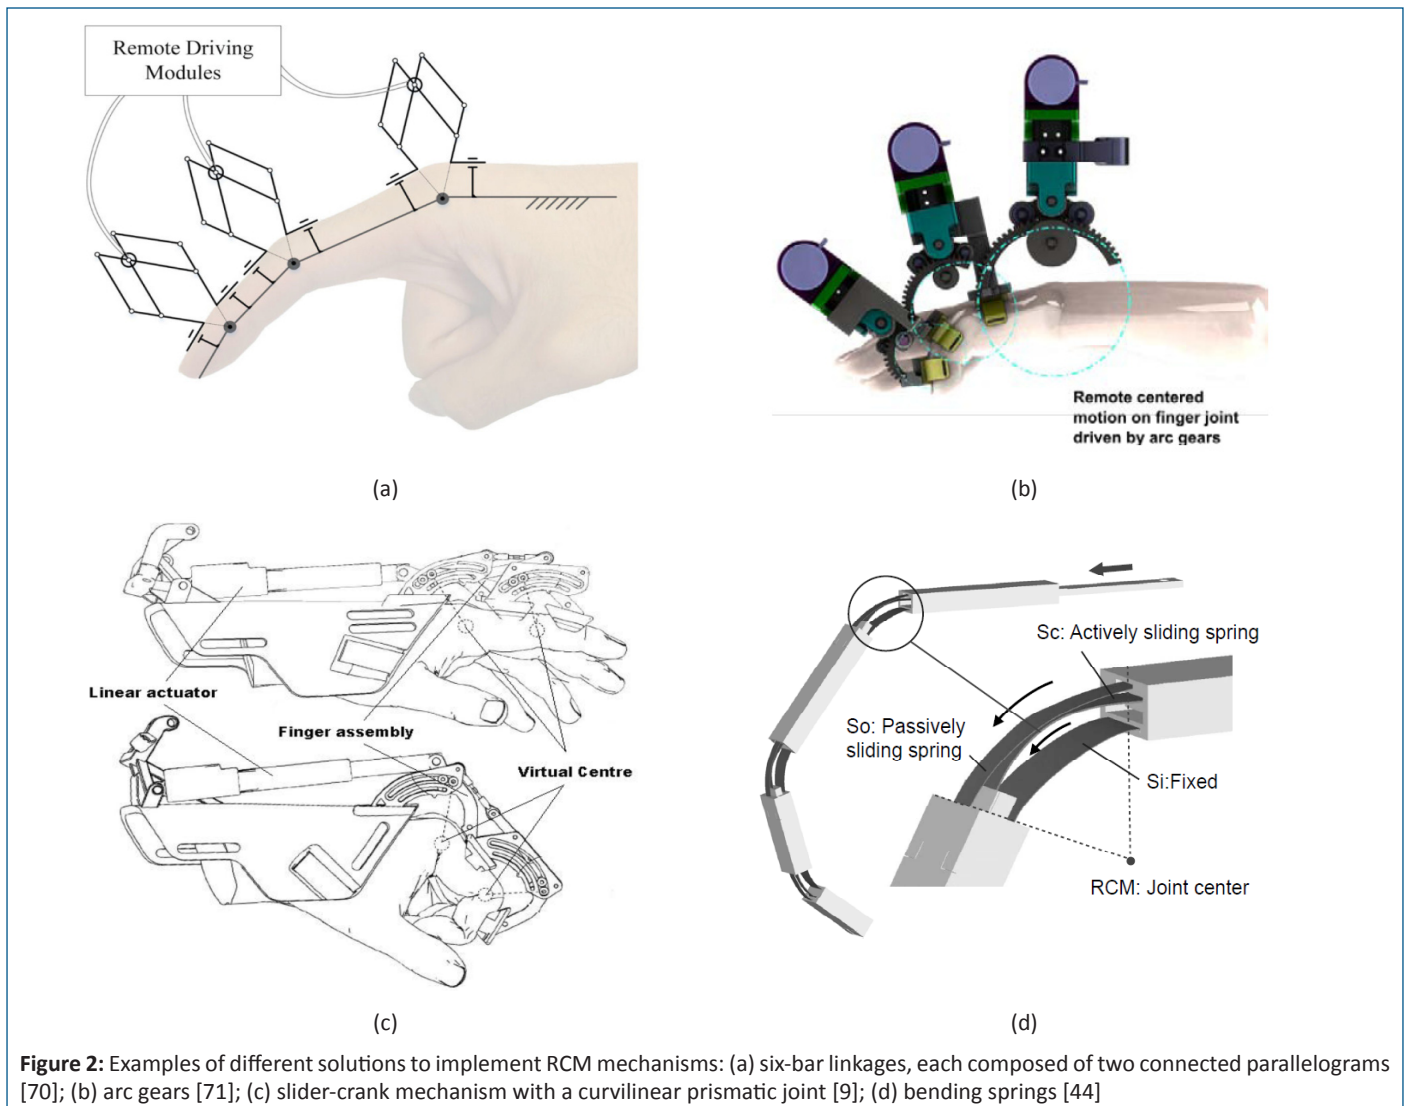 Remote Driving
Modules
(a)
Remote centered
motion on finger joint
driven by arc gears
(b)
Linear actuator
Finger assembly
Virtual Centre
(c)
Sc: Actively sliding spring
So: Passively
sliding spring
Si:Fixed
RCM: Joint center
(d)
Figure 2: Examples of different solutions to implement RCM mechanisms: (a) six-bar linkages, each composed of two connected parallelograms
[70]; (b) arc gears [71]; (c) slider-crank mechanism with a curvilinear prismatic joint [9]; (d) bending springs [44]